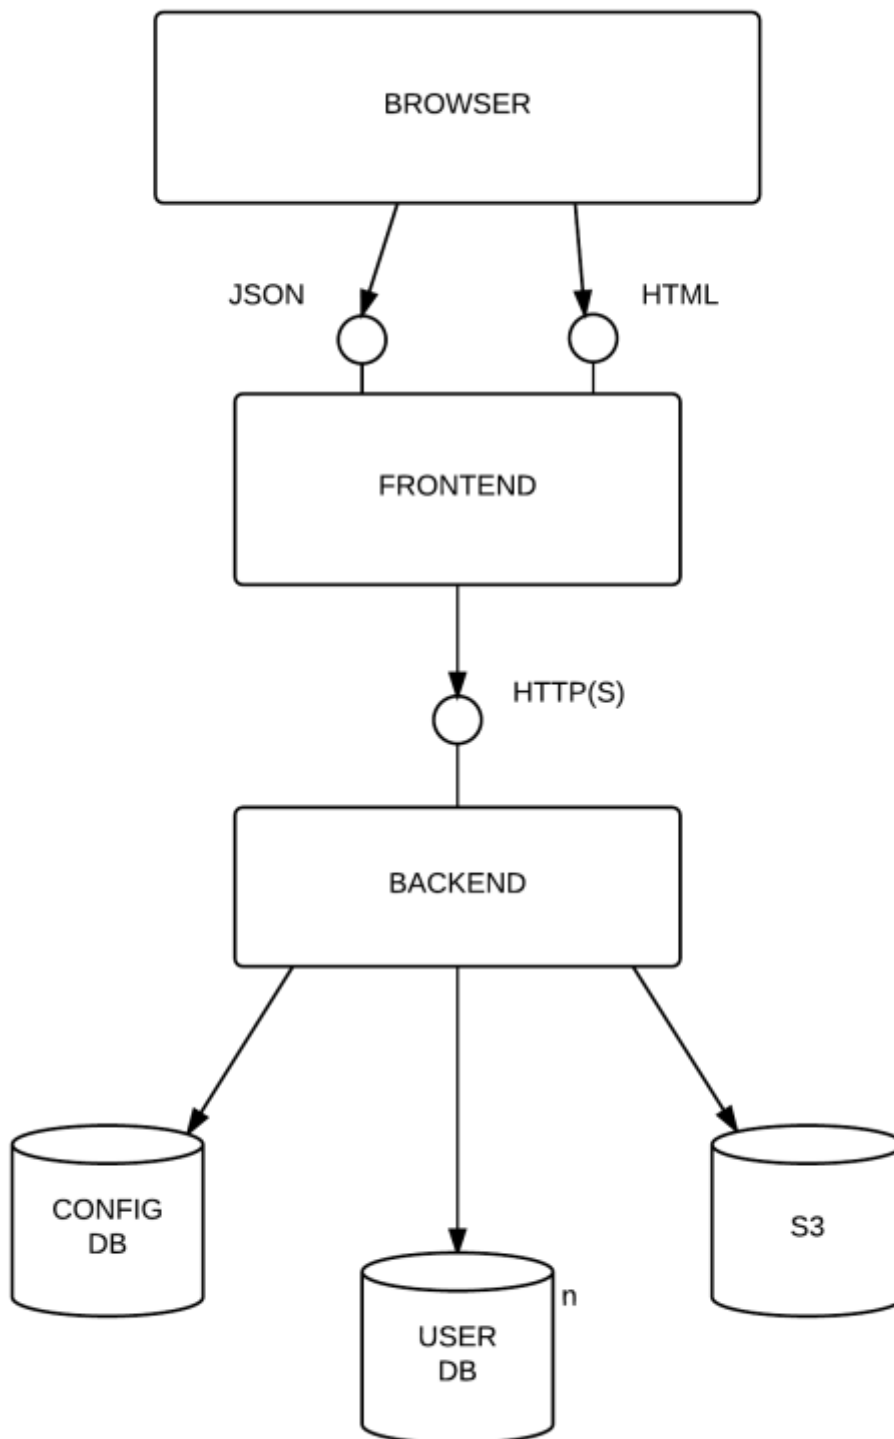 BROWSER
JSON
HTML
FRONTEND
HTTP(S)
BACKEND
CONFIG
DB
S3
n
USER
DB